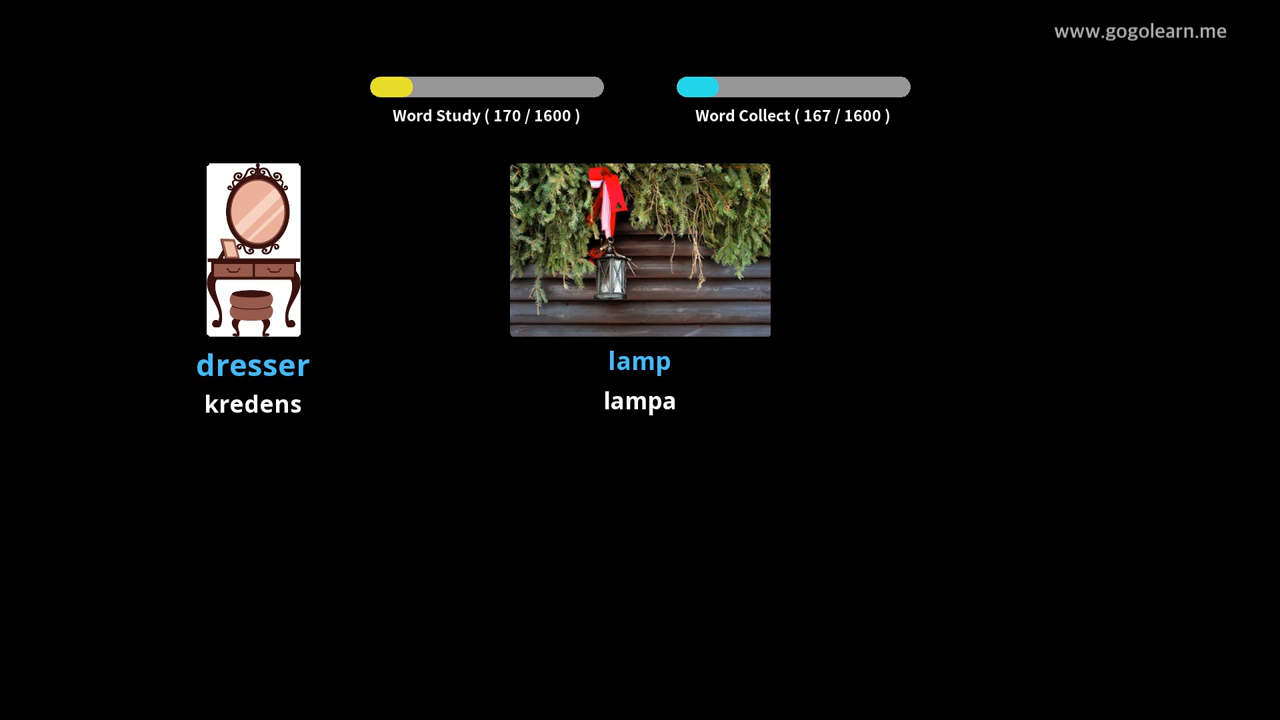 www.gogolearn.me
Word Study ( 170 / 1600 )
Word Collect ( 167 / 1600 )
dresser
kredens
lamp
lampa